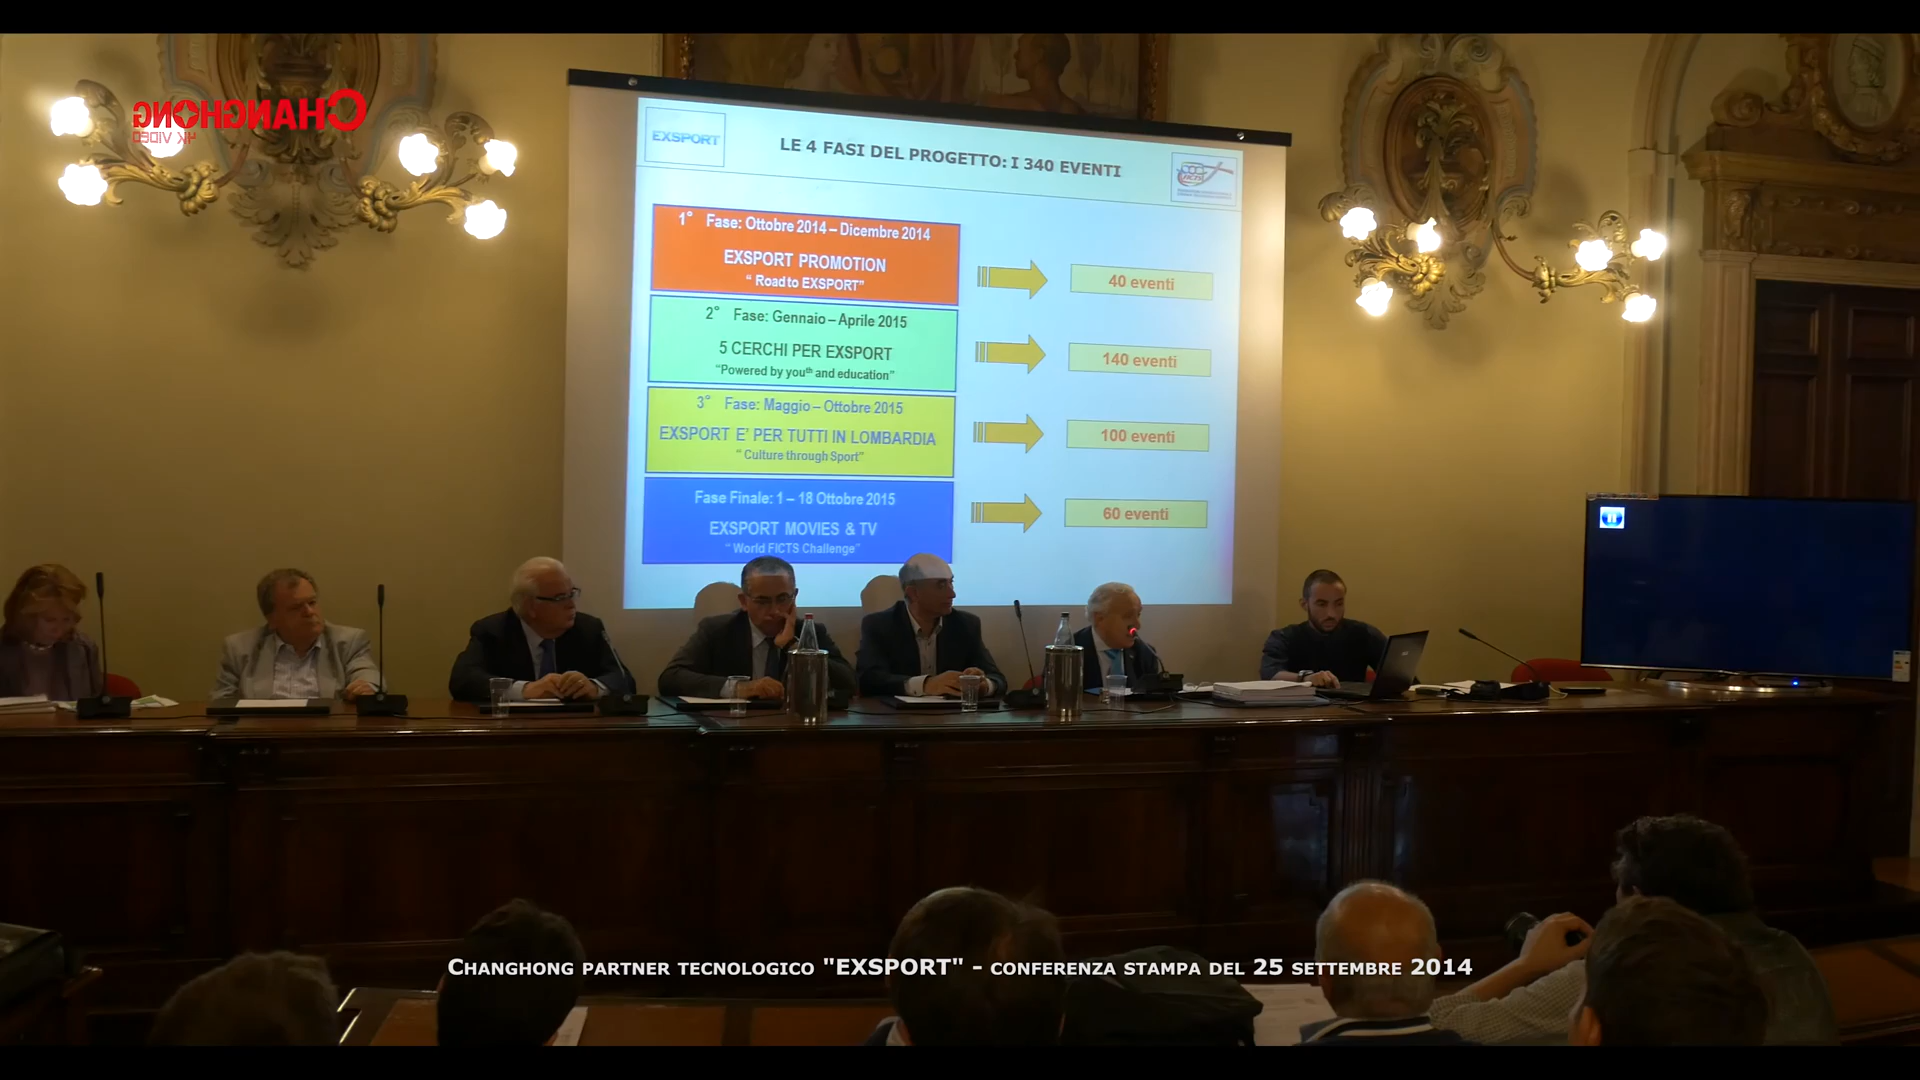 CHANGHONG
4K VIDEO
EXSPORT
LE 4 FASI DEL PROGETTO: I 340 EVENTI
1° Fase: Ottobre 2014 – Dicembre 2014
EXSPORT PROMOTION
“ Road to EXSPORT”
40 eventi
2° Fase: Gennaio – Aprile 2015
5 CERCHI PER EXSPORT
“Powered by youth and education”
140 eventi
3° Fase: Maggio – Ottobre 2015
EXSPORT E' PER TUTTI IN LOMBARDIA
“ Culture through Sport”
100 eventi
Fase Finale: 1 – 18 Ottobre 2015
EXSPORT MOVIES & TV
“ World FICTS Challenge”
60 eventi
CHANGHONG PARTNER TECNOLOGICO "EXSPORT" - CONFERENZA STAMPA DEL 25 SETTEMBRE 2014